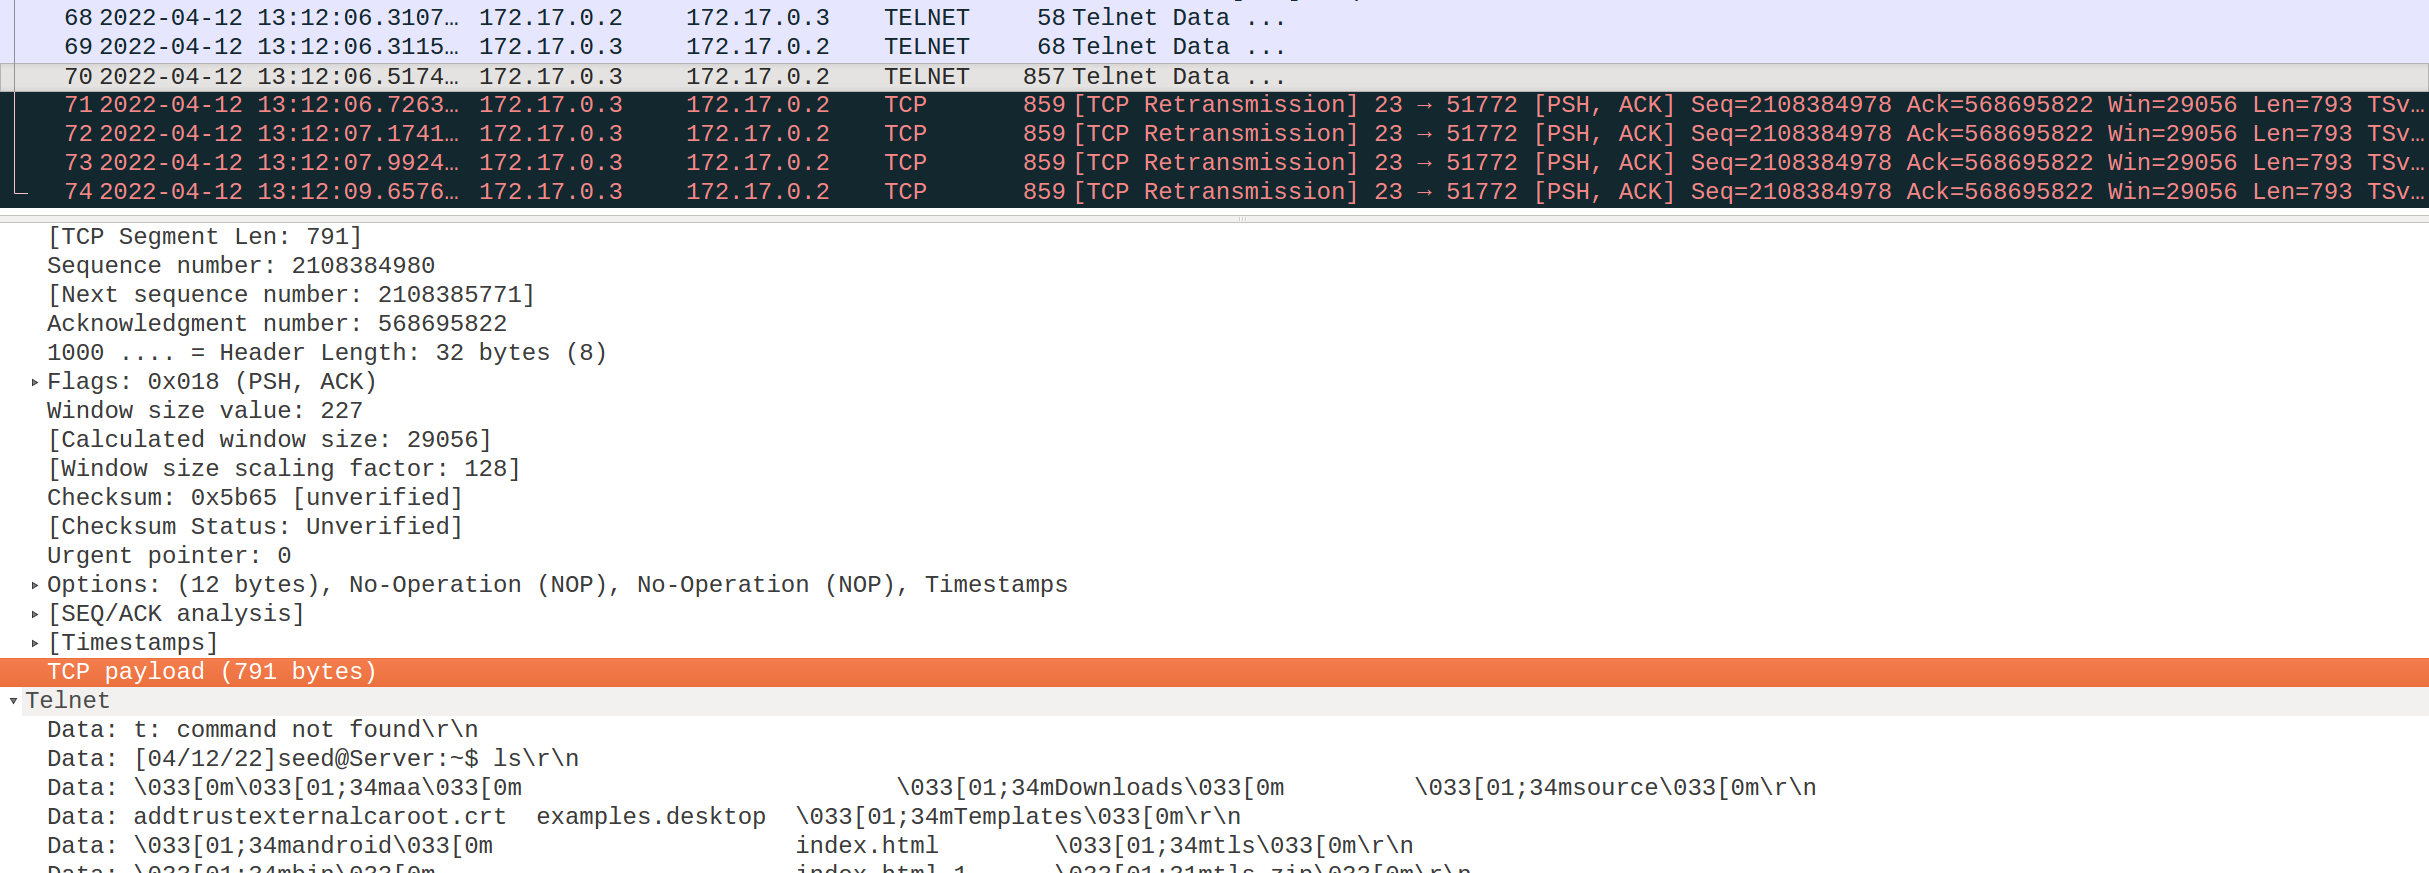 68 2022-04-12 13:12:06.3107… 172.17.0.2 172.17.0.3 TELNET 58 Telnet Data ...
69 2022-04-12 13:12:06.3115… 172.17.0.3 172.17.0.2 TELNET 68 Telnet Data ...
70 2022-04-12 13:12:06.5174… 172.17.0.3 172.17.0.2 TELNET 857 Telnet Data ...
71 2022-04-12 13:12:06.7263… 172.17.0.3 172.17.0.2 TCP 859 [TCP Retransmission] 23 → 51772 [PSH, ACK] Seq=2108384978 Ack=568695822 Win=29056 Len=793 TSv…
72 2022-04-12 13:12:07.1741… 172.17.0.3 172.17.0.2 TCP 859 [TCP Retransmission] 23 → 51772 [PSH, ACK] Seq=2108384978 Ack=568695822 Win=29056 Len=793 TSv…
73 2022-04-12 13:12:07.9924… 172.17.0.3 172.17.0.2 TCP 859 [TCP Retransmission] 23 → 51772 [PSH, ACK] Seq=2108384978 Ack=568695822 Win=29056 Len=793 TSv…
74 2022-04-12 13:12:09.6576… 172.17.0.3 172.17.0.2 TCP 859 [TCP Retransmission] 23 → 51772 [PSH, ACK] Seq=2108384978 Ack=568695822 Win=29056 Len=793 TSv…
[TCP Segment Len: 791]
Sequence number: 2108384980
[Next sequence number: 2108385771]
Acknowledgment number: 568695822
1000 .... = Header Length: 32 bytes (8)
Flags: 0x018 (PSH, ACK)
Window size value: 227
[Calculated window size: 29056]
[Window size scaling factor: 128]
Checksum: 0x5b65 [unverified]
[Checksum Status: Unverified]
Urgent pointer: 0
Options: (12 bytes), No-Operation (NOP), No-Operation (NOP), Timestamps
[SEQ/ACK analysis]
[Timestamps]
TCP payload (791 bytes)
Telnet
Data: t: command not found\r\n
Data: [04/12/22]seed@Server:~$ ls\r\n
Data: \033[0m\033[01;34maa\033[0m \033[01;34mDownloads\033[0m \033[01;34msource\033[0m\r\n
Data: addtrustexternalcaroot.crt examples.desktop \033[01;34mTemplates\033[0m\r\n
Data: \033[01;34mandroid\033[0m index.html \033[01;34mtls\033[0m\r\n
Data: \033[01;34mbin\033[0m index.html.1 \033[01;31mtls.zip\033[0m\r\n